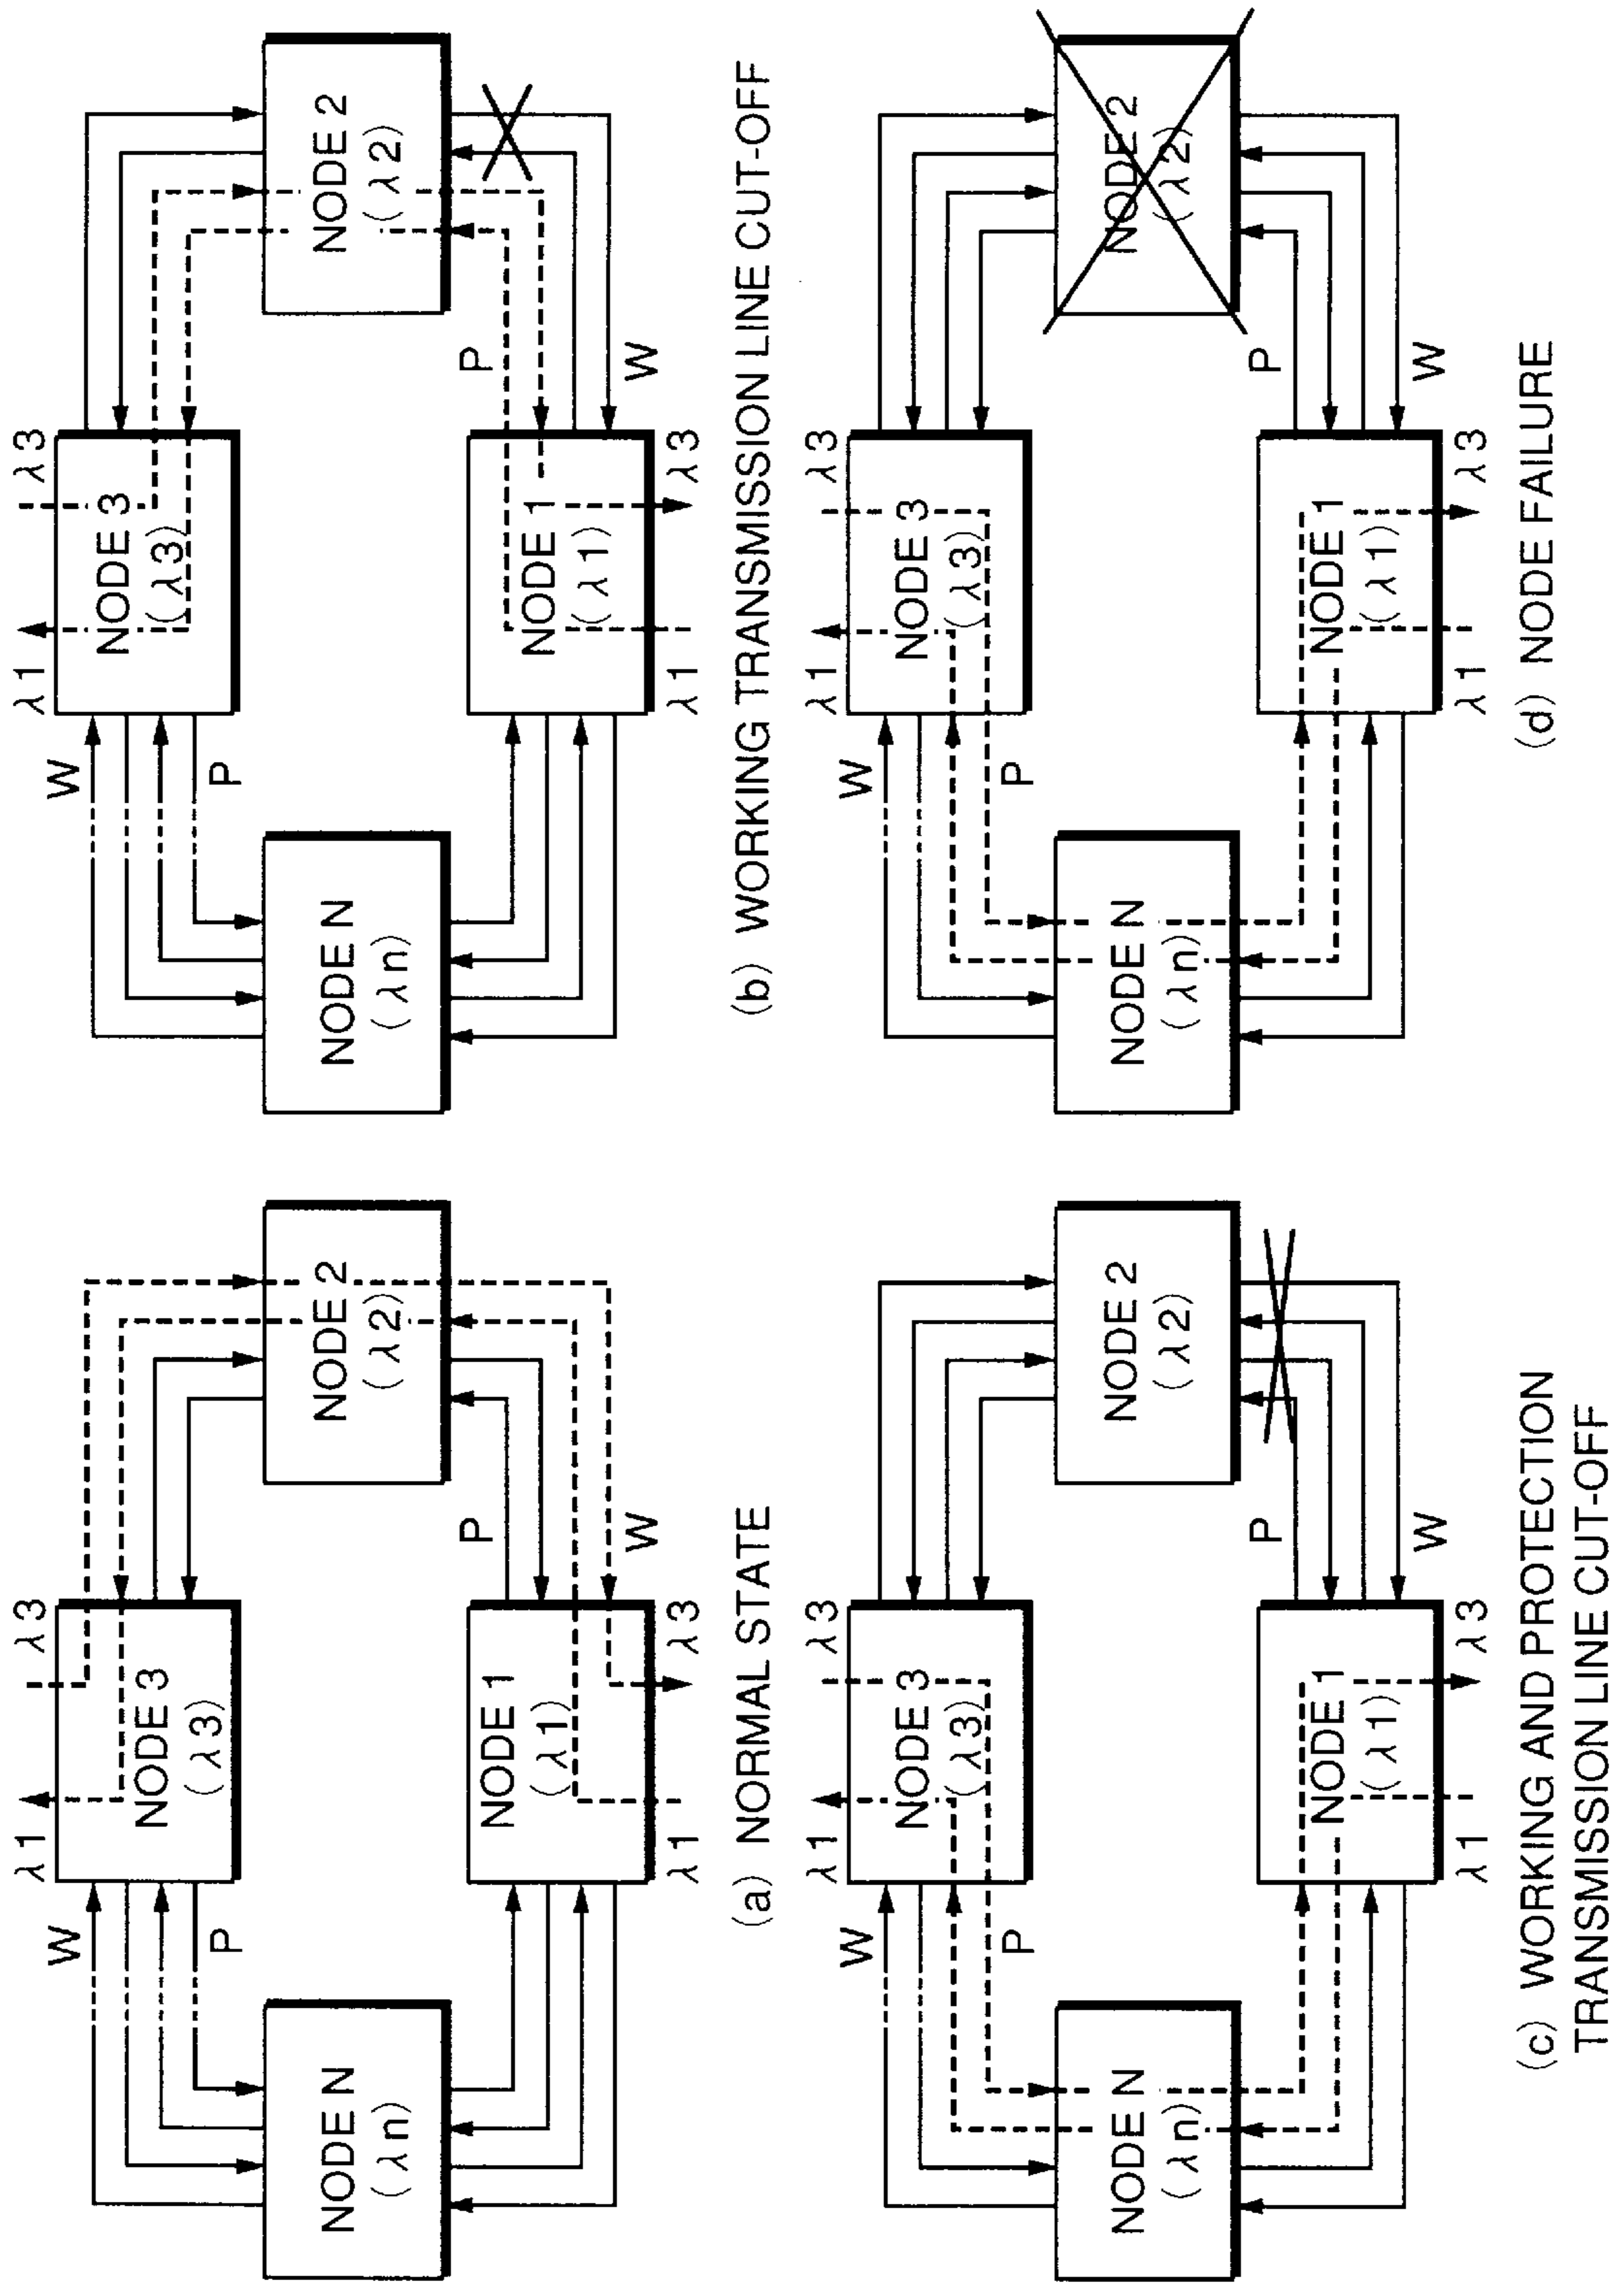 λ1
λ3
W
NODE 3
(λ3)
P
NODE N
(λn)
NODE 2
(λ2)
P
NODE 1
(λ1)
W
λ1
λ3
(a) NORMAL STATE
λ1
λ3
W
NODE 3
(λ3)
P
NODE N
(λn)
NODE 2
(λ2)
P
NODE 1
(λ1)
W
λ1
λ3
(b) WORKING TRANSMISSION LINE CUT-OFF
λ1
λ3
W
NODE 3
(λ3)
P
NODE N
(λn)
NODE 2
(λ2)
P
NODE 1
(λ1)
W
λ1
λ3
(c) WORKING AND PROTECTION
TRANSMISSION LINE CUT-OFF
λ1
λ3
W
NODE 3
(λ3)
P
NODE N
(λn)
NODE 2
(λ2)
P
NODE 1
(λ1)
W
λ1
λ3
(d) NODE FAILURE